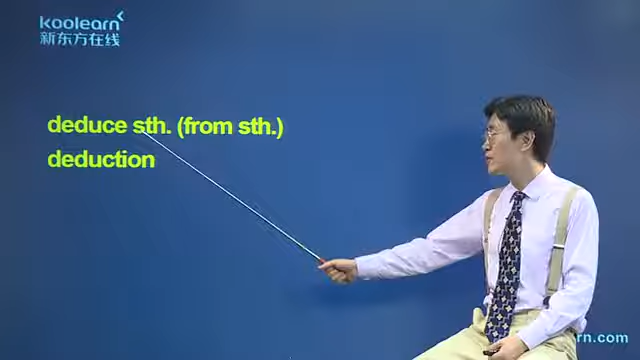 koolearn
新东方在线
deduce sth. (from sth.)
deduction
rn.com